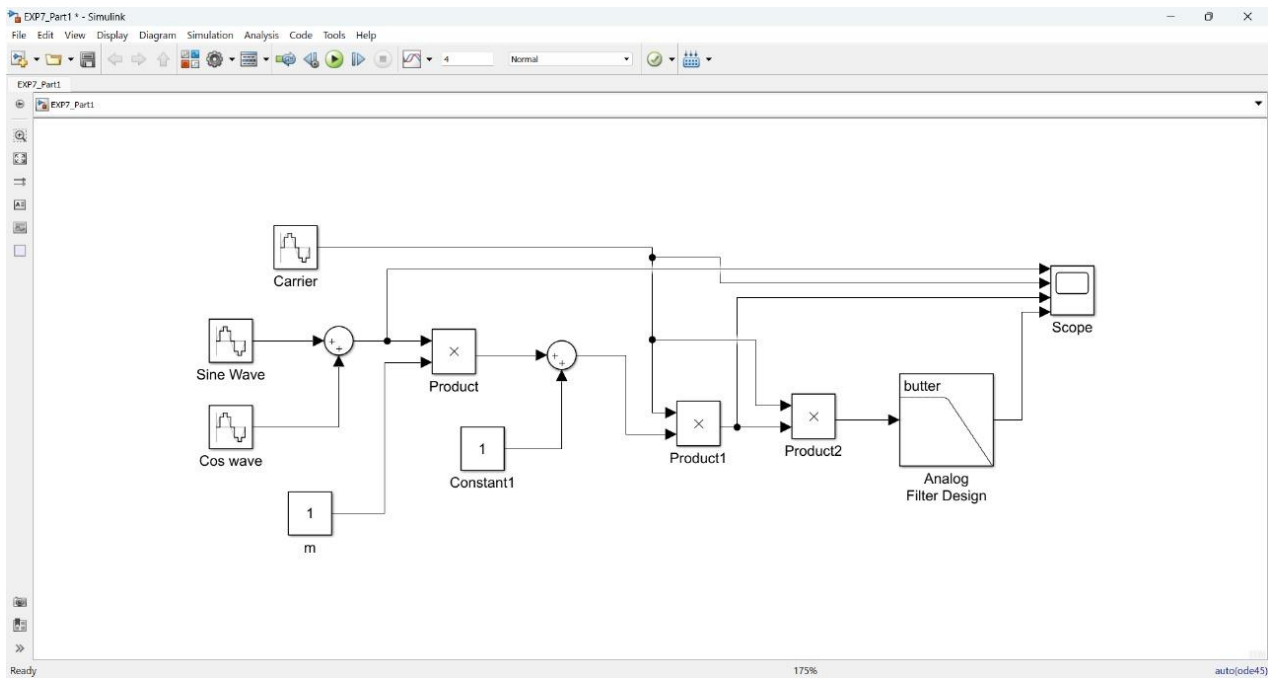 EXP7_Part1 * - Simulink
File Edit View Display Diagram Simulation Analysis Code Tools Help
4 Normal
EXP7_Part1
EXP7_Part1
Carrier
Sine Wave
Cos wave
1
m
×
Product
1
Constant1
×
Product1
×
Product2
butter
Analog
Filter Design
Scope
Ready 175% auto(ode45)